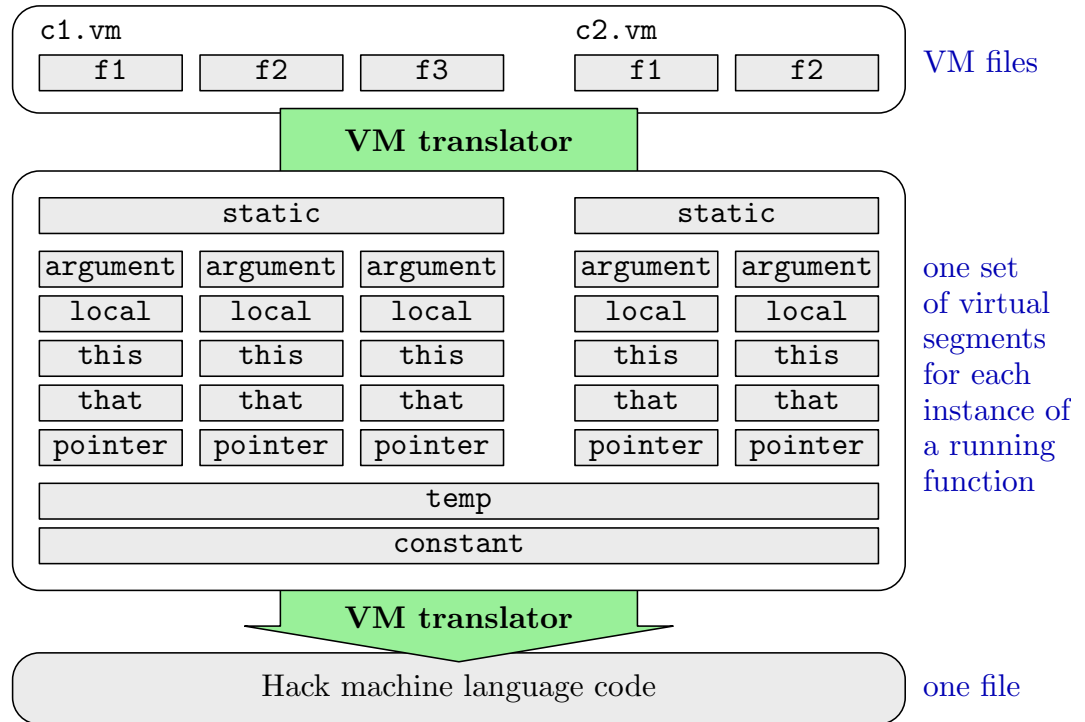 c1.vm c2.vm
f1 f2 f3 f1 f2
VM files
VM translator
static static
argument argument argument argument argument
local local local local local
this this this this this
that that that that that
pointer pointer pointer pointer pointer
temp
constant
one set
of virtual
segments
for each
instance of
a running
function
VM translator
Hack machine language code
one file